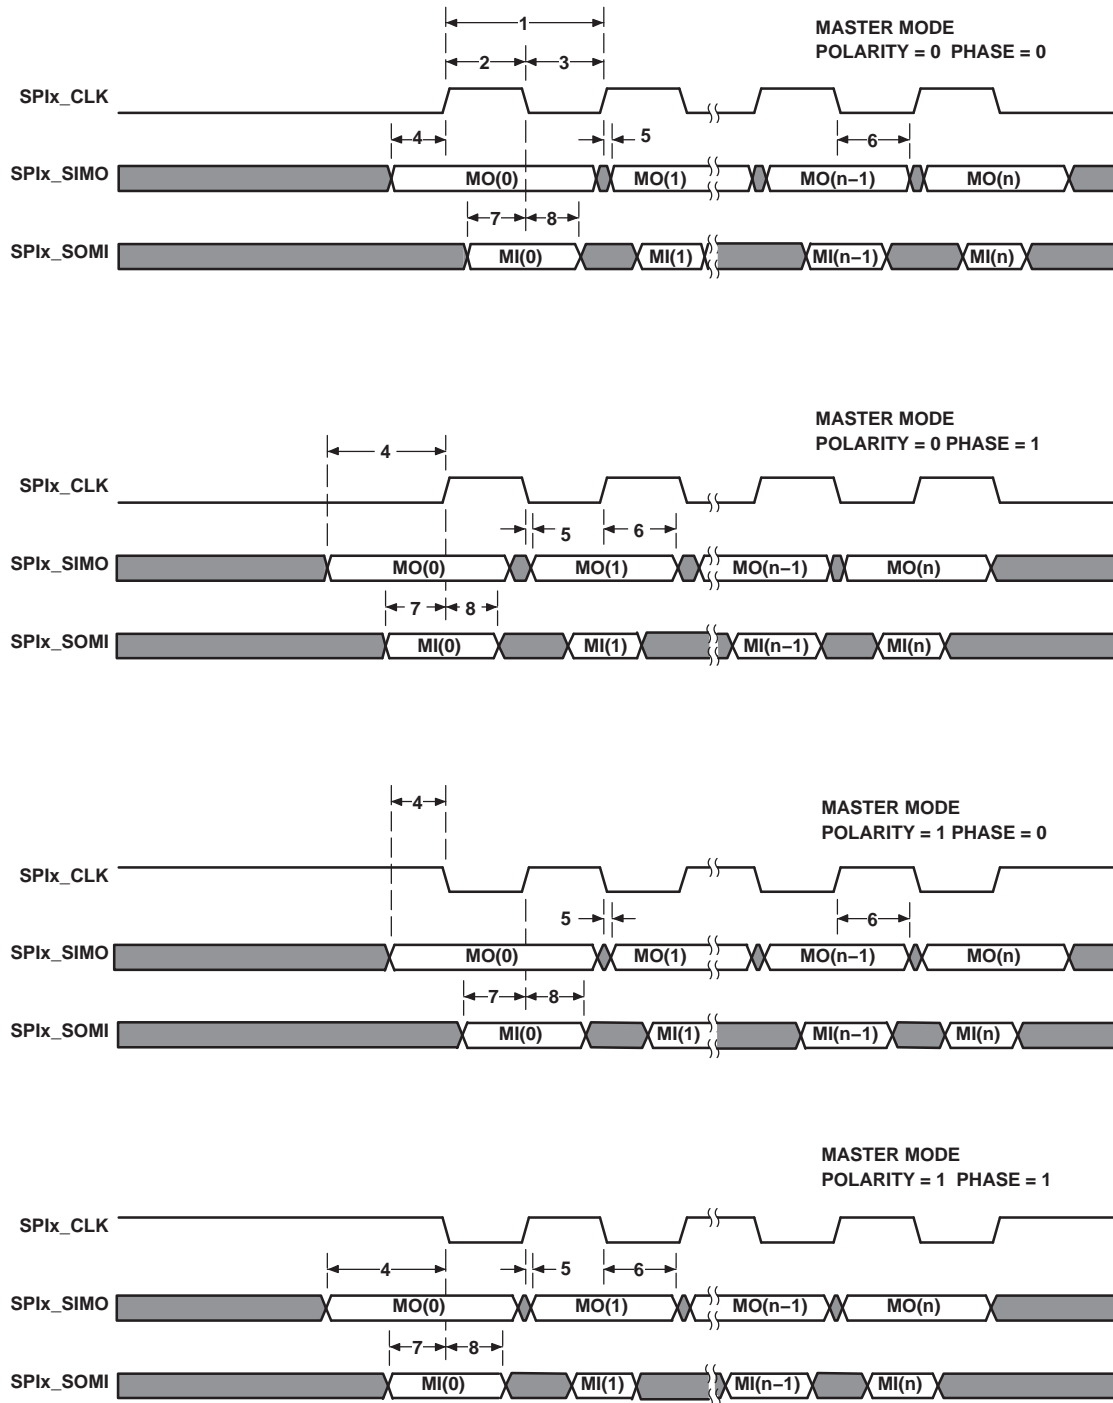 1
MASTER MODE
POLARITY = 0 PHASE = 0
2 3
SPIx_CLK
4 5 6
SPIx_SIMO MO(0) MO(1) MO(n−1) MO(n)
7 8
SPIx_SOMI MI(0) MI(1) MI(n−1) MI(n)
MASTER MODE
POLARITY = 0 PHASE = 1
4
SPIx_CLK
5 6
SPIx_SIMO MO(0) MO(1) MO(n−1) MO(n)
7 8
SPIx_SOMI MI(0) MI(1) MI(n−1) MI(n)
4
MASTER MODE
POLARITY = 1 PHASE = 0
SPIx_CLK
5 6
SPIx_SIMO MO(0) MO(1) MO(n−1) MO(n)
7 8
SPIx_SOMI MI(0) MI(1) MI(n−1) MI(n)
MASTER MODE
POLARITY = 1 PHASE = 1
SPIx_CLK
4 5 6
SPIx_SIMO MO(0) MO(1) MO(n−1) MO(n)
7 8
SPIx_SOMI MI(0) MI(1) MI(n−1) MI(n)